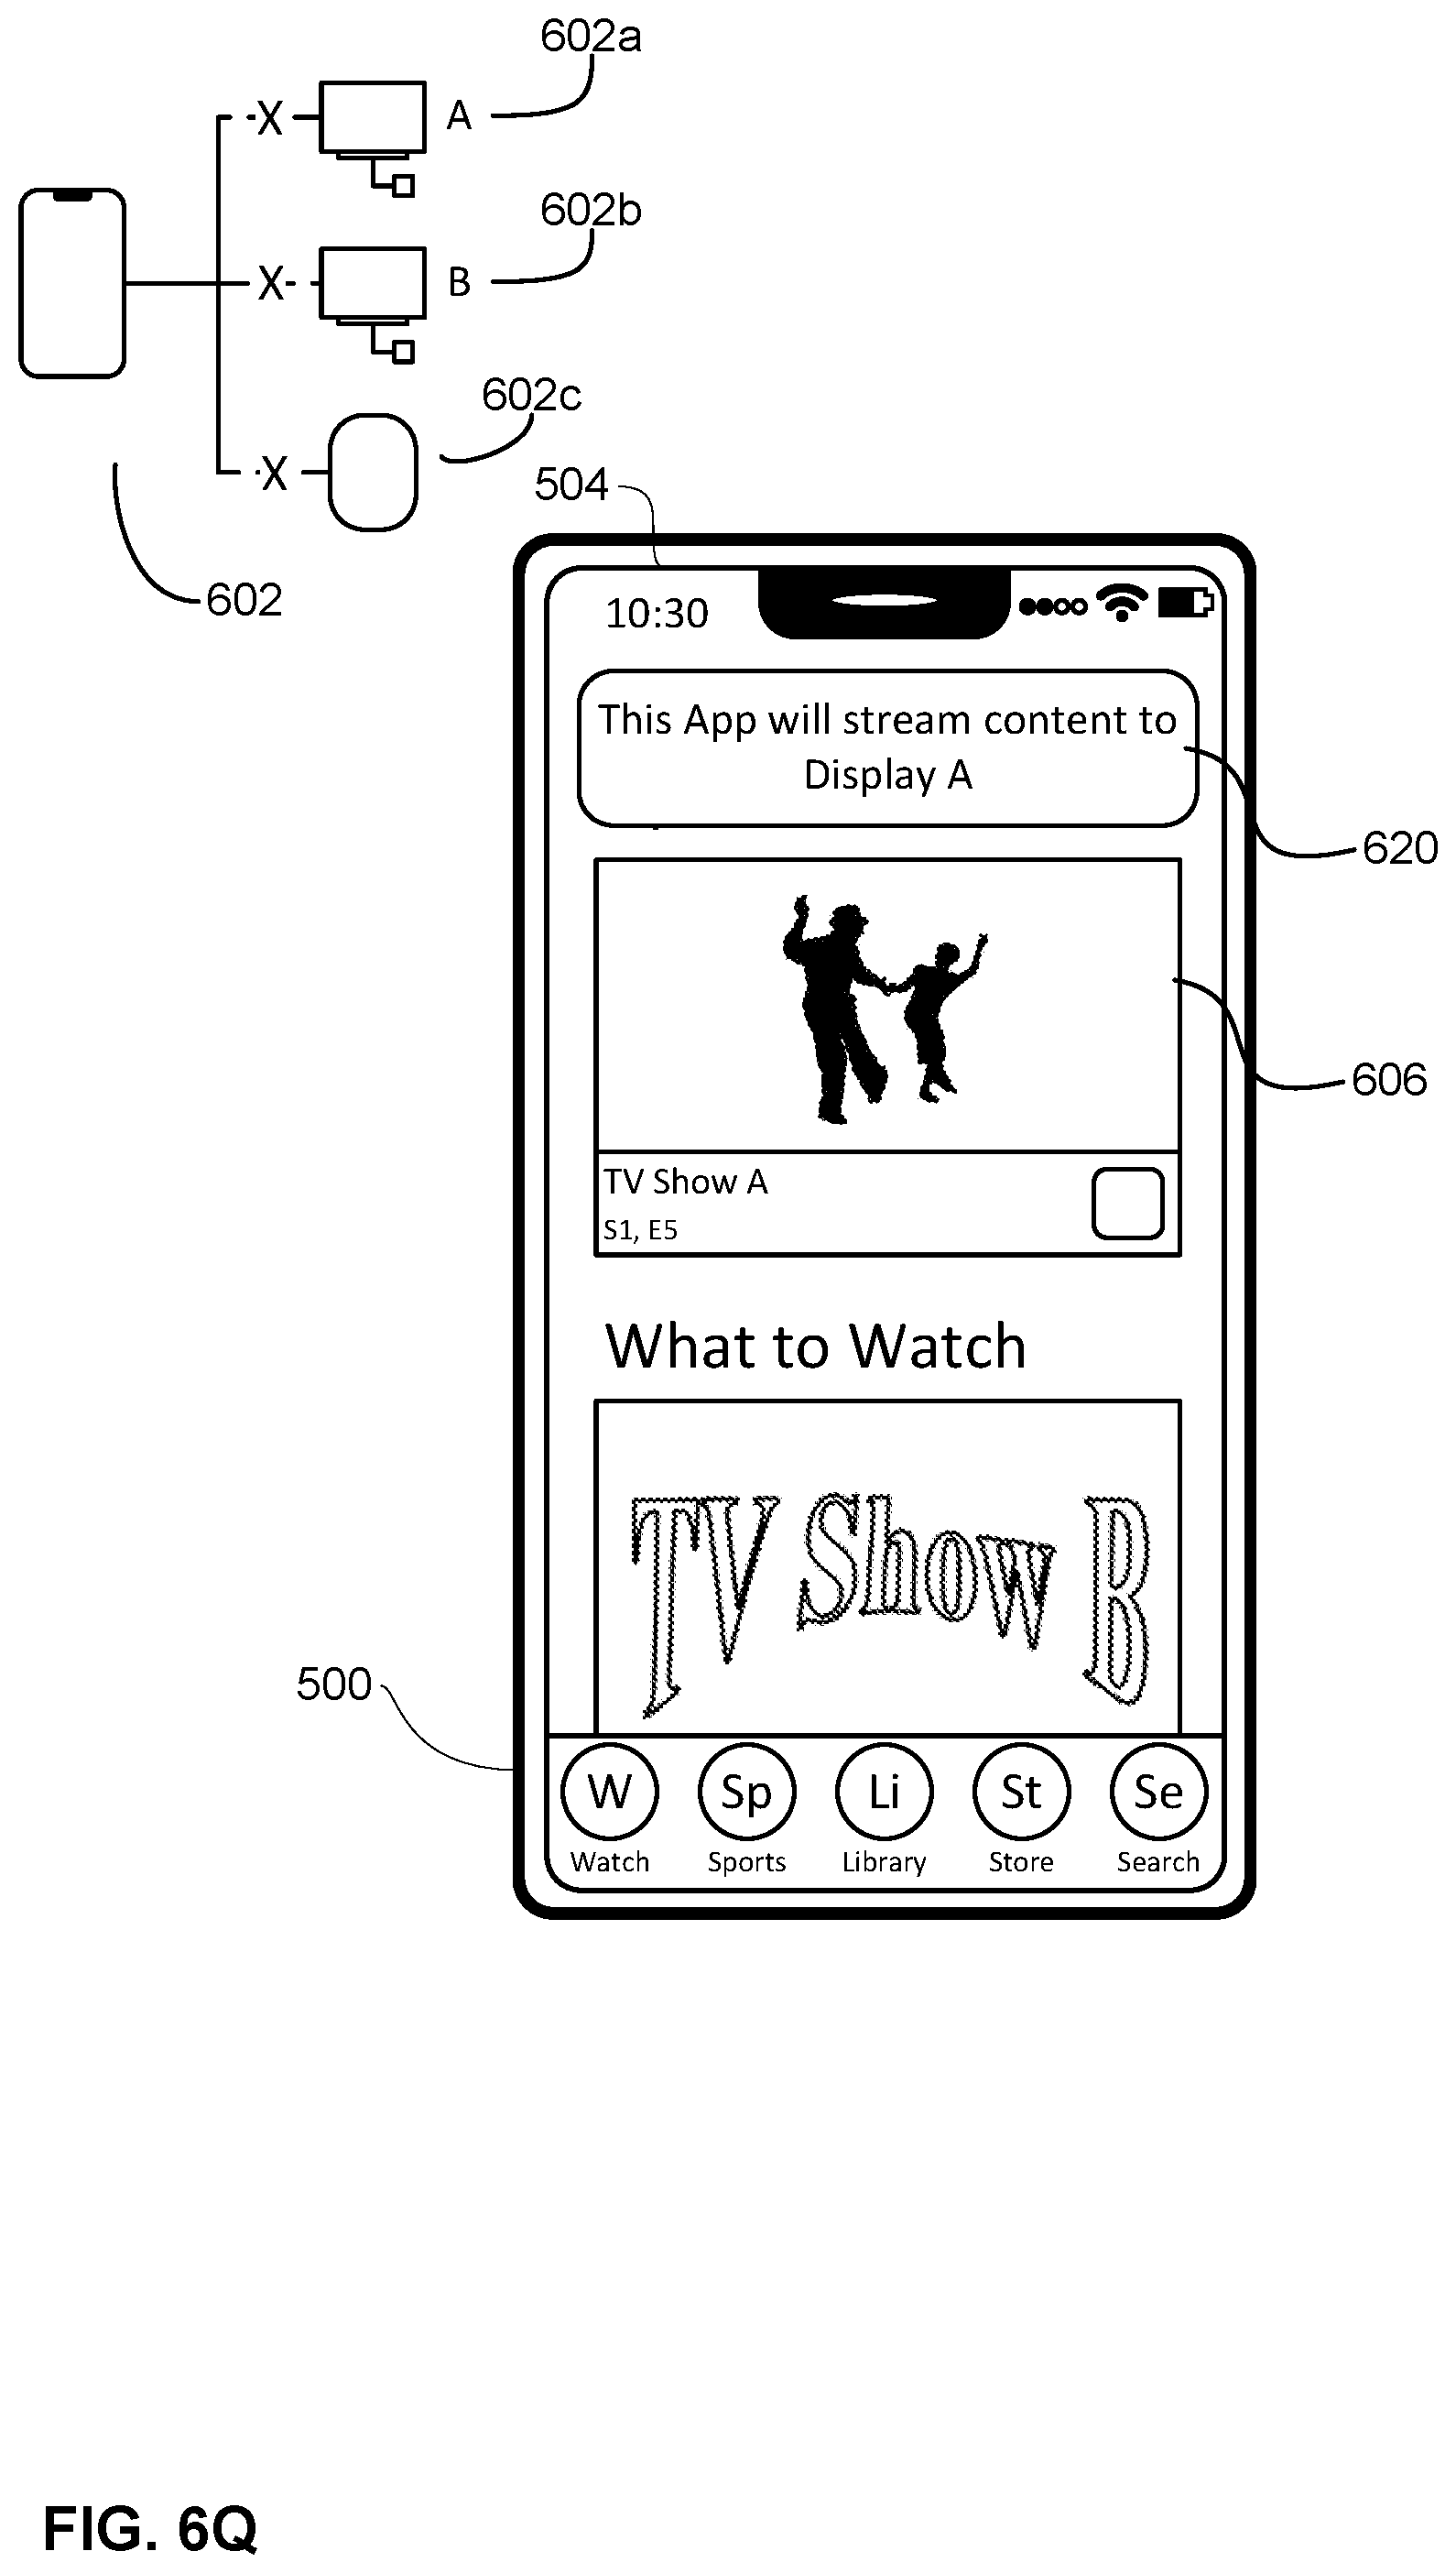 602a
X A
602b
X B
602c
X
504
602
10:30
This App will stream content to
Display A
620
606
TV Show A
S1, E5
What to Watch
TV Show B
500
W Sp Li St Se
Watch Sports Library Store Search
FIG. 6Q